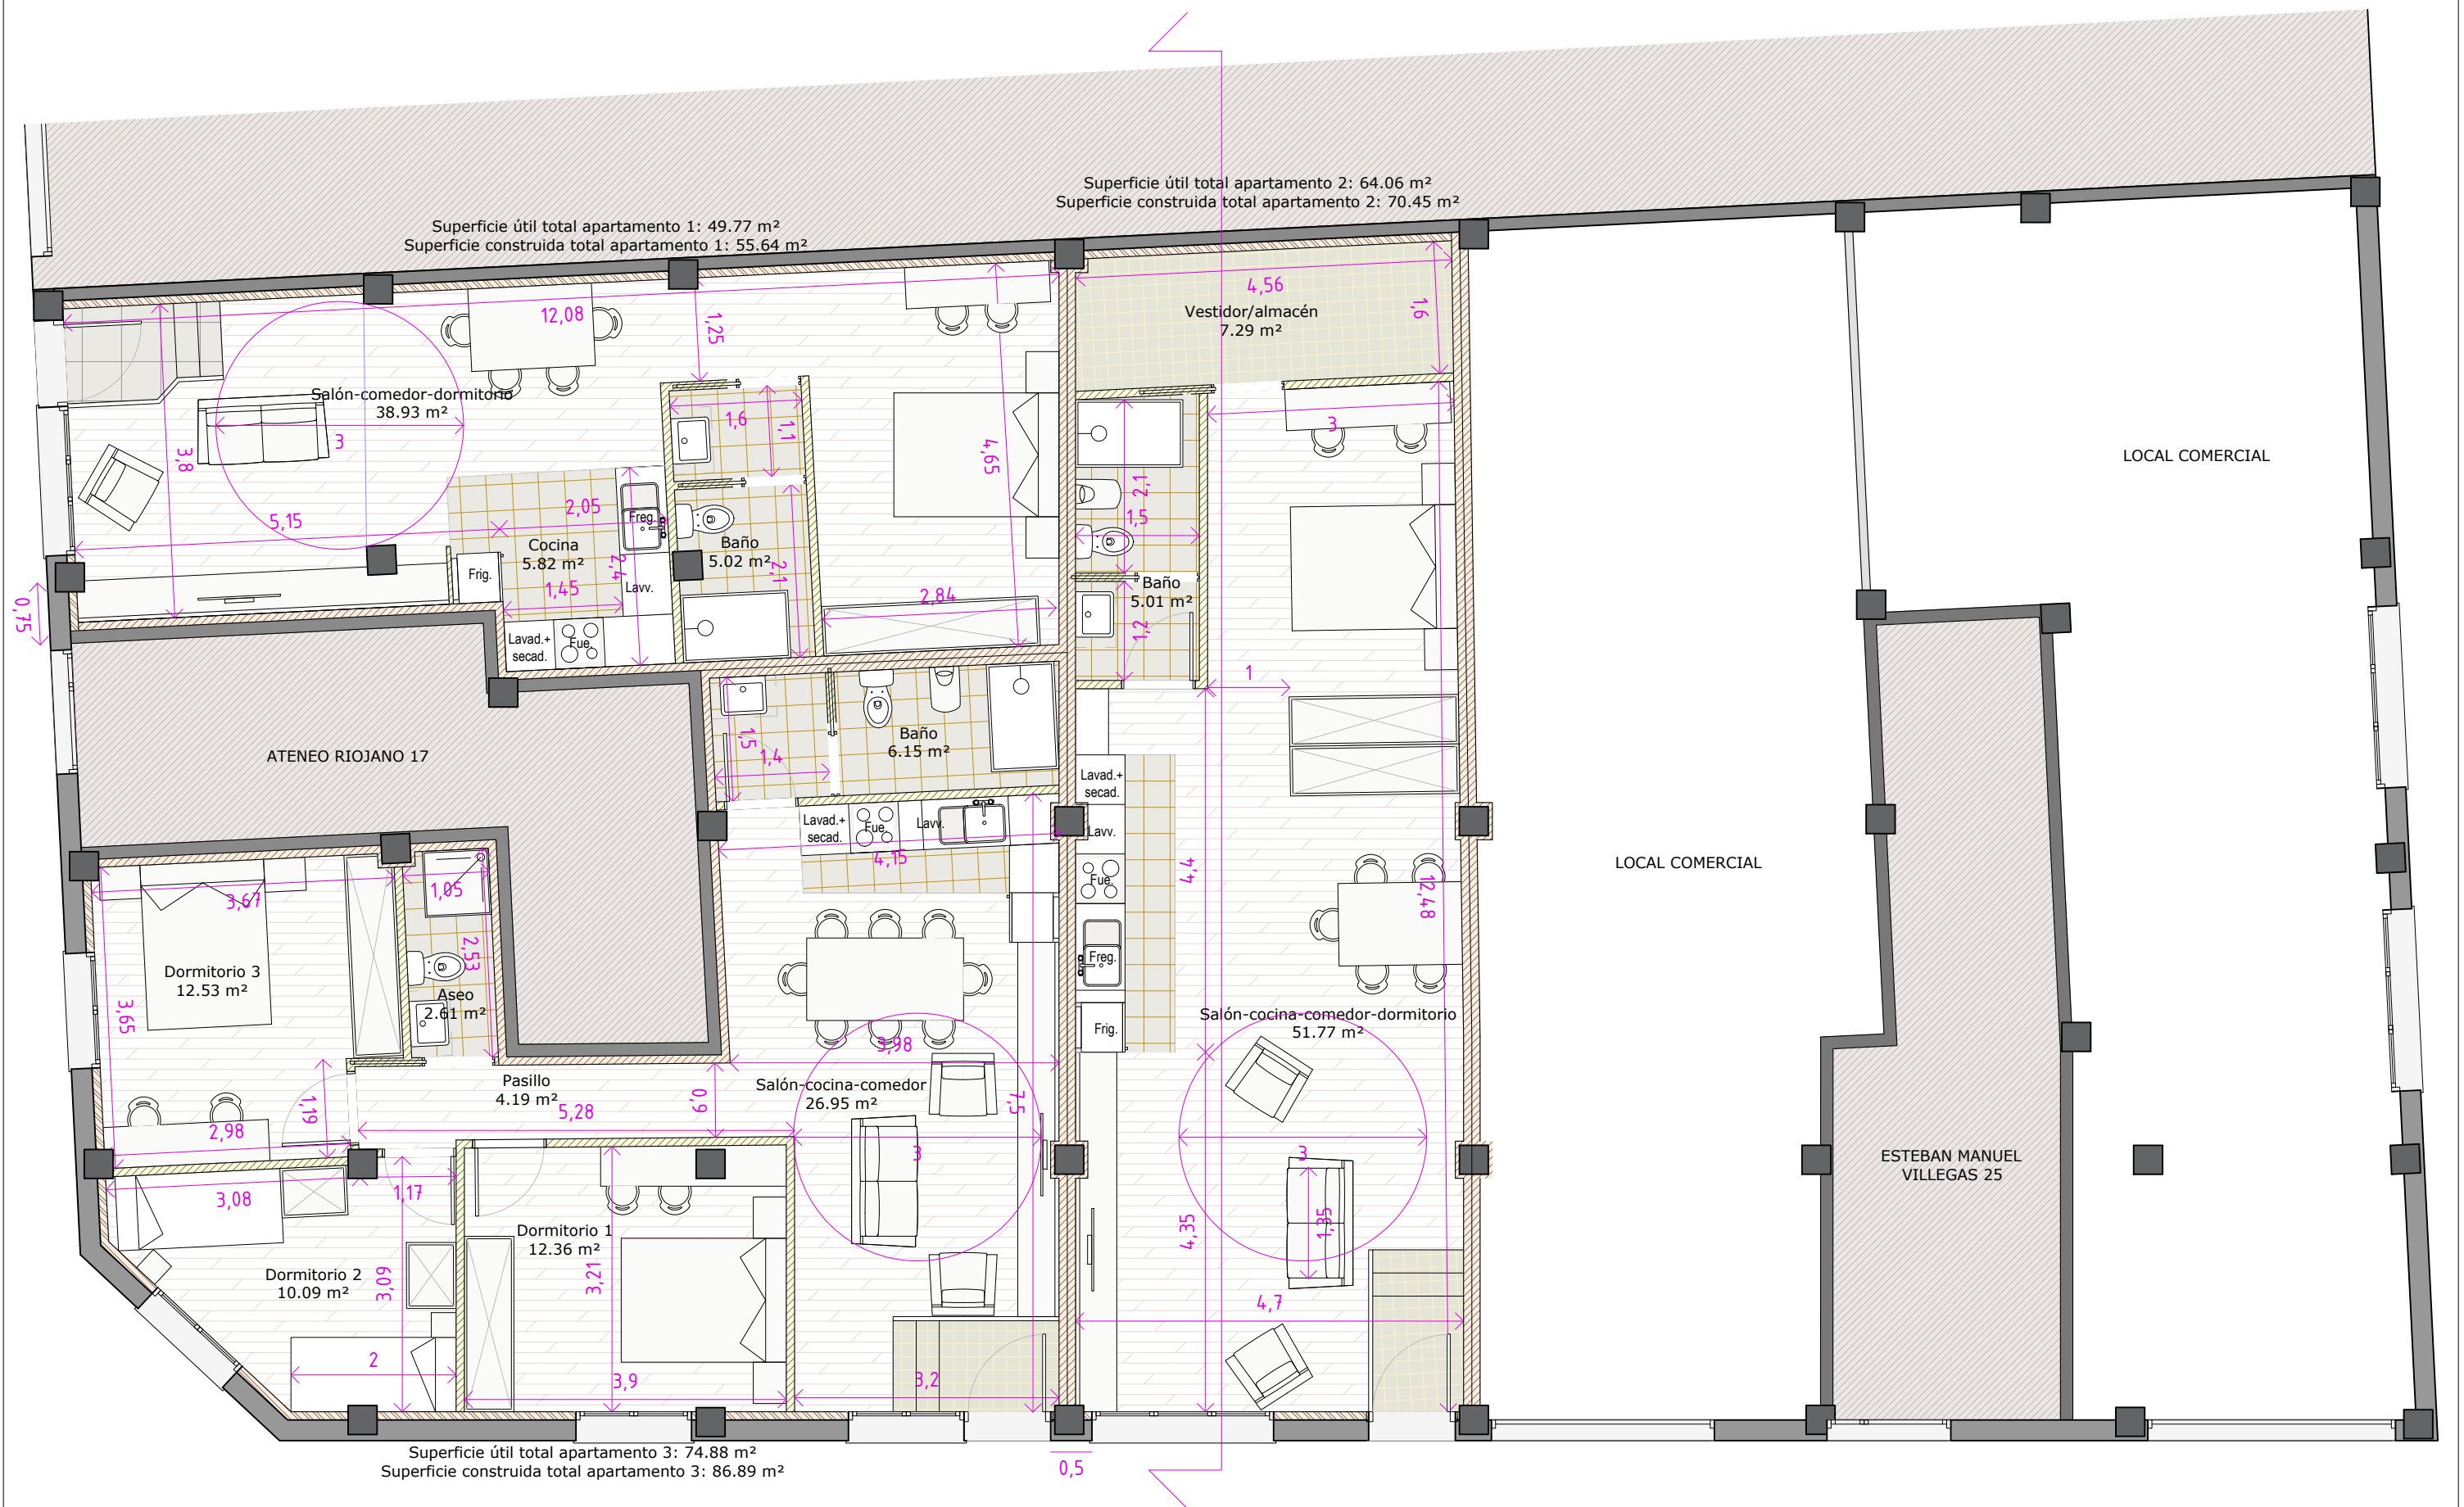 Superficie útil total apartamento 2: 64.06 m²
Superficie construida total apartamento 2: 70.45 m²
Superficie útil total apartamento 1: 49.77 m²
Superficie construida total apartamento 1: 55.64 m²
4,56
Vestidor/almacén
7.29 m²
1,6
12,08
1,25
Salón-comedor-dormitorio
38.93 m²
3
3,8
1,6
1,1
4,65
3
LOCAL COMERCIAL
5,15
2,05
Freg.
Cocina
5.82 m²
Baño
5.02 m²
2,1
2,4
Frig.
Lavv.
1,45
2,84
2,1
1,5
Baño
5.01 m²
1,2
0,75
Lavad.+
secad.
Fue.
1
ATENEO RIOJANO 17
1,5
1,4
Baño
6.15 m²
Lavad.+
secad.
Fue.
Lavv.
4,15
Lavad.+
secad.
Lavv.
Fue.
4,4
12,48
LOCAL COMERCIAL
3,67
1,05
2,53
Dormitorio 3
12.53 m²
3,65
Aseo
2.61 m²
Freg.
Frig.
Salón-cocina-comedor-dormitorio
51.77 m²
3,98
Pasillo
4.19 m²
5,28
0,9
Salón-cocina-comedor
26.95 m²
7,5
1,19
2,98
3
3
ESTEBAN MANUEL
VILLEGAS 25
3,08
1,17
Dormitorio 1
12.36 m²
4,35
1,35
Dormitorio 2
10.09 m²
3,09
3,21
4,7
2
3,9
3,2
Superficie útil total apartamento 3: 74.88 m²
Superficie construida total apartamento 3: 86.89 m²
0,5